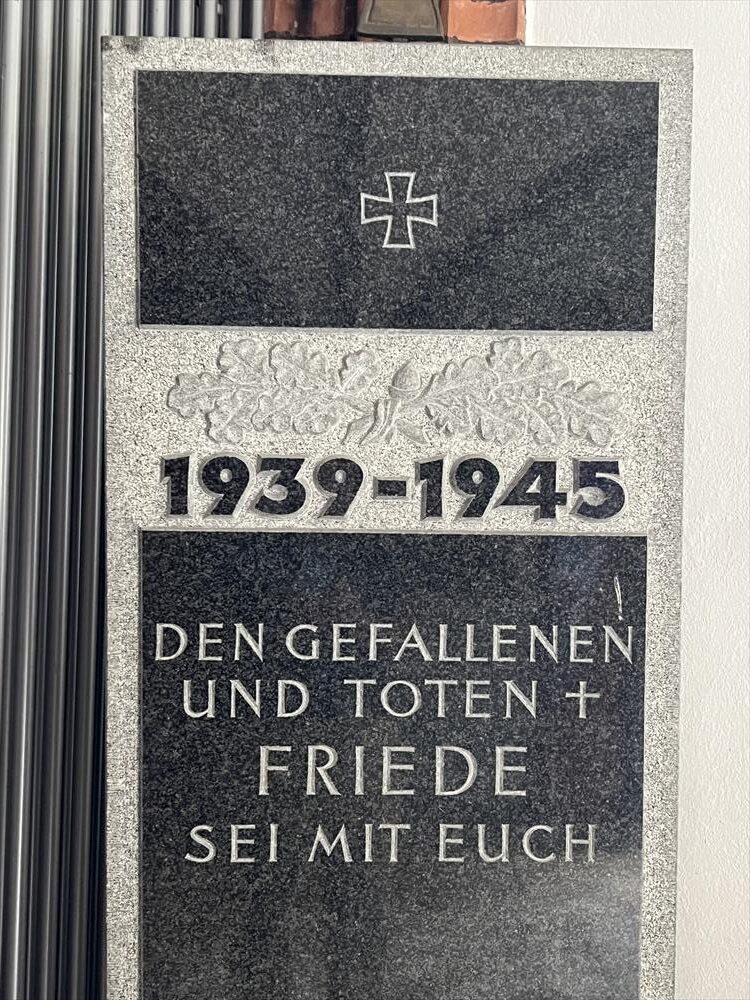 1939-1945
DEN GEFALLENEN
UND TOTEN +
FRIEDE
SEI MIT EUCH